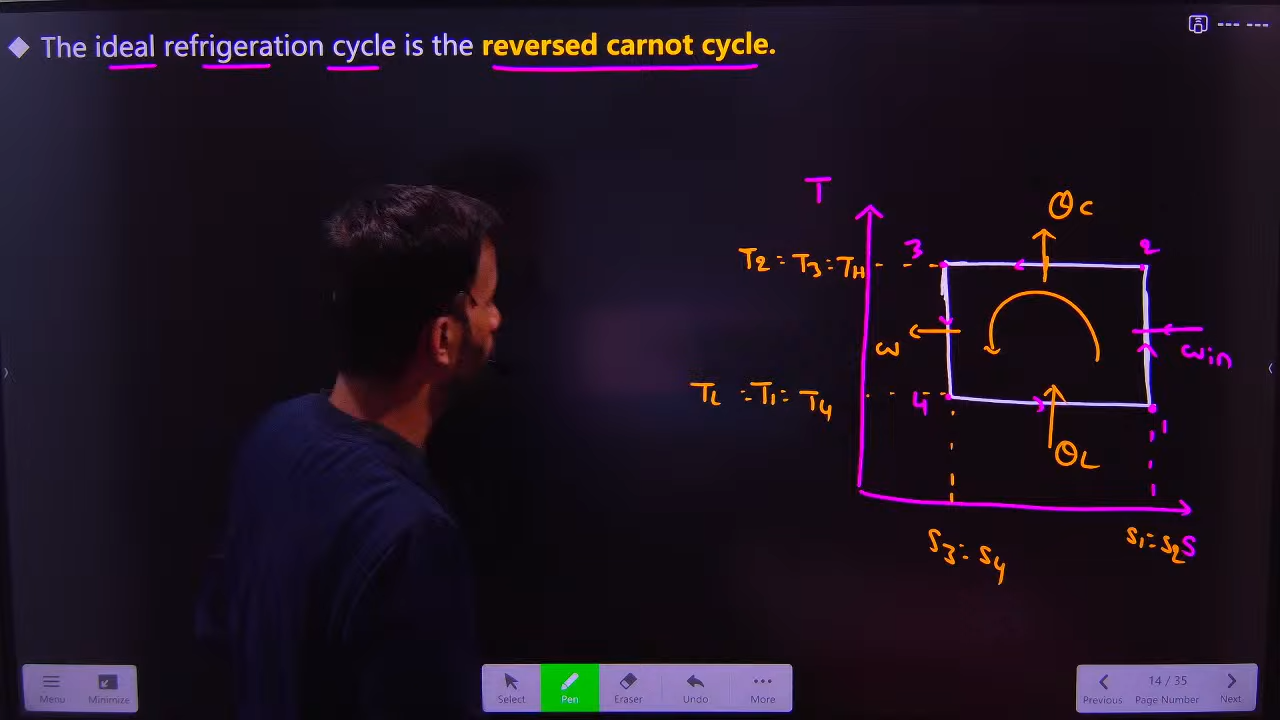 The ideal refrigeration cycle is the reversed carnot cycle.
T
QC
3
2
T2 = T3 = TH
W
Win
TL = T1 = T4
4
1
QL
S3 = S4
S1 = S2
S
Menu
Minimize
Select
Pen
Eraser
Undo
More
Previous
14 / 35
Page Number
Next